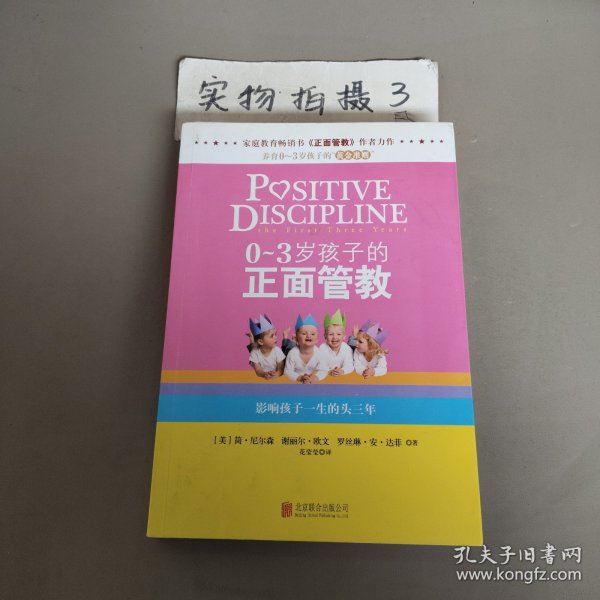 实物拍摄3
家庭教育畅销书《正面管教》作者力作
养育0~3岁孩子的“黄金准则”
POSITIVE
DISCIPLINE
the First Three Years
0~3岁孩子的
正面管教
影响孩子一生的头三年
[美]简·尼尔森 谢丽尔·欧文 罗丝琳·安·达菲 著
花莹莹 译
北京联合出版公司
Beijing United Publishing Co.,Ltd.
孔夫子旧书网
www.kongfz.com